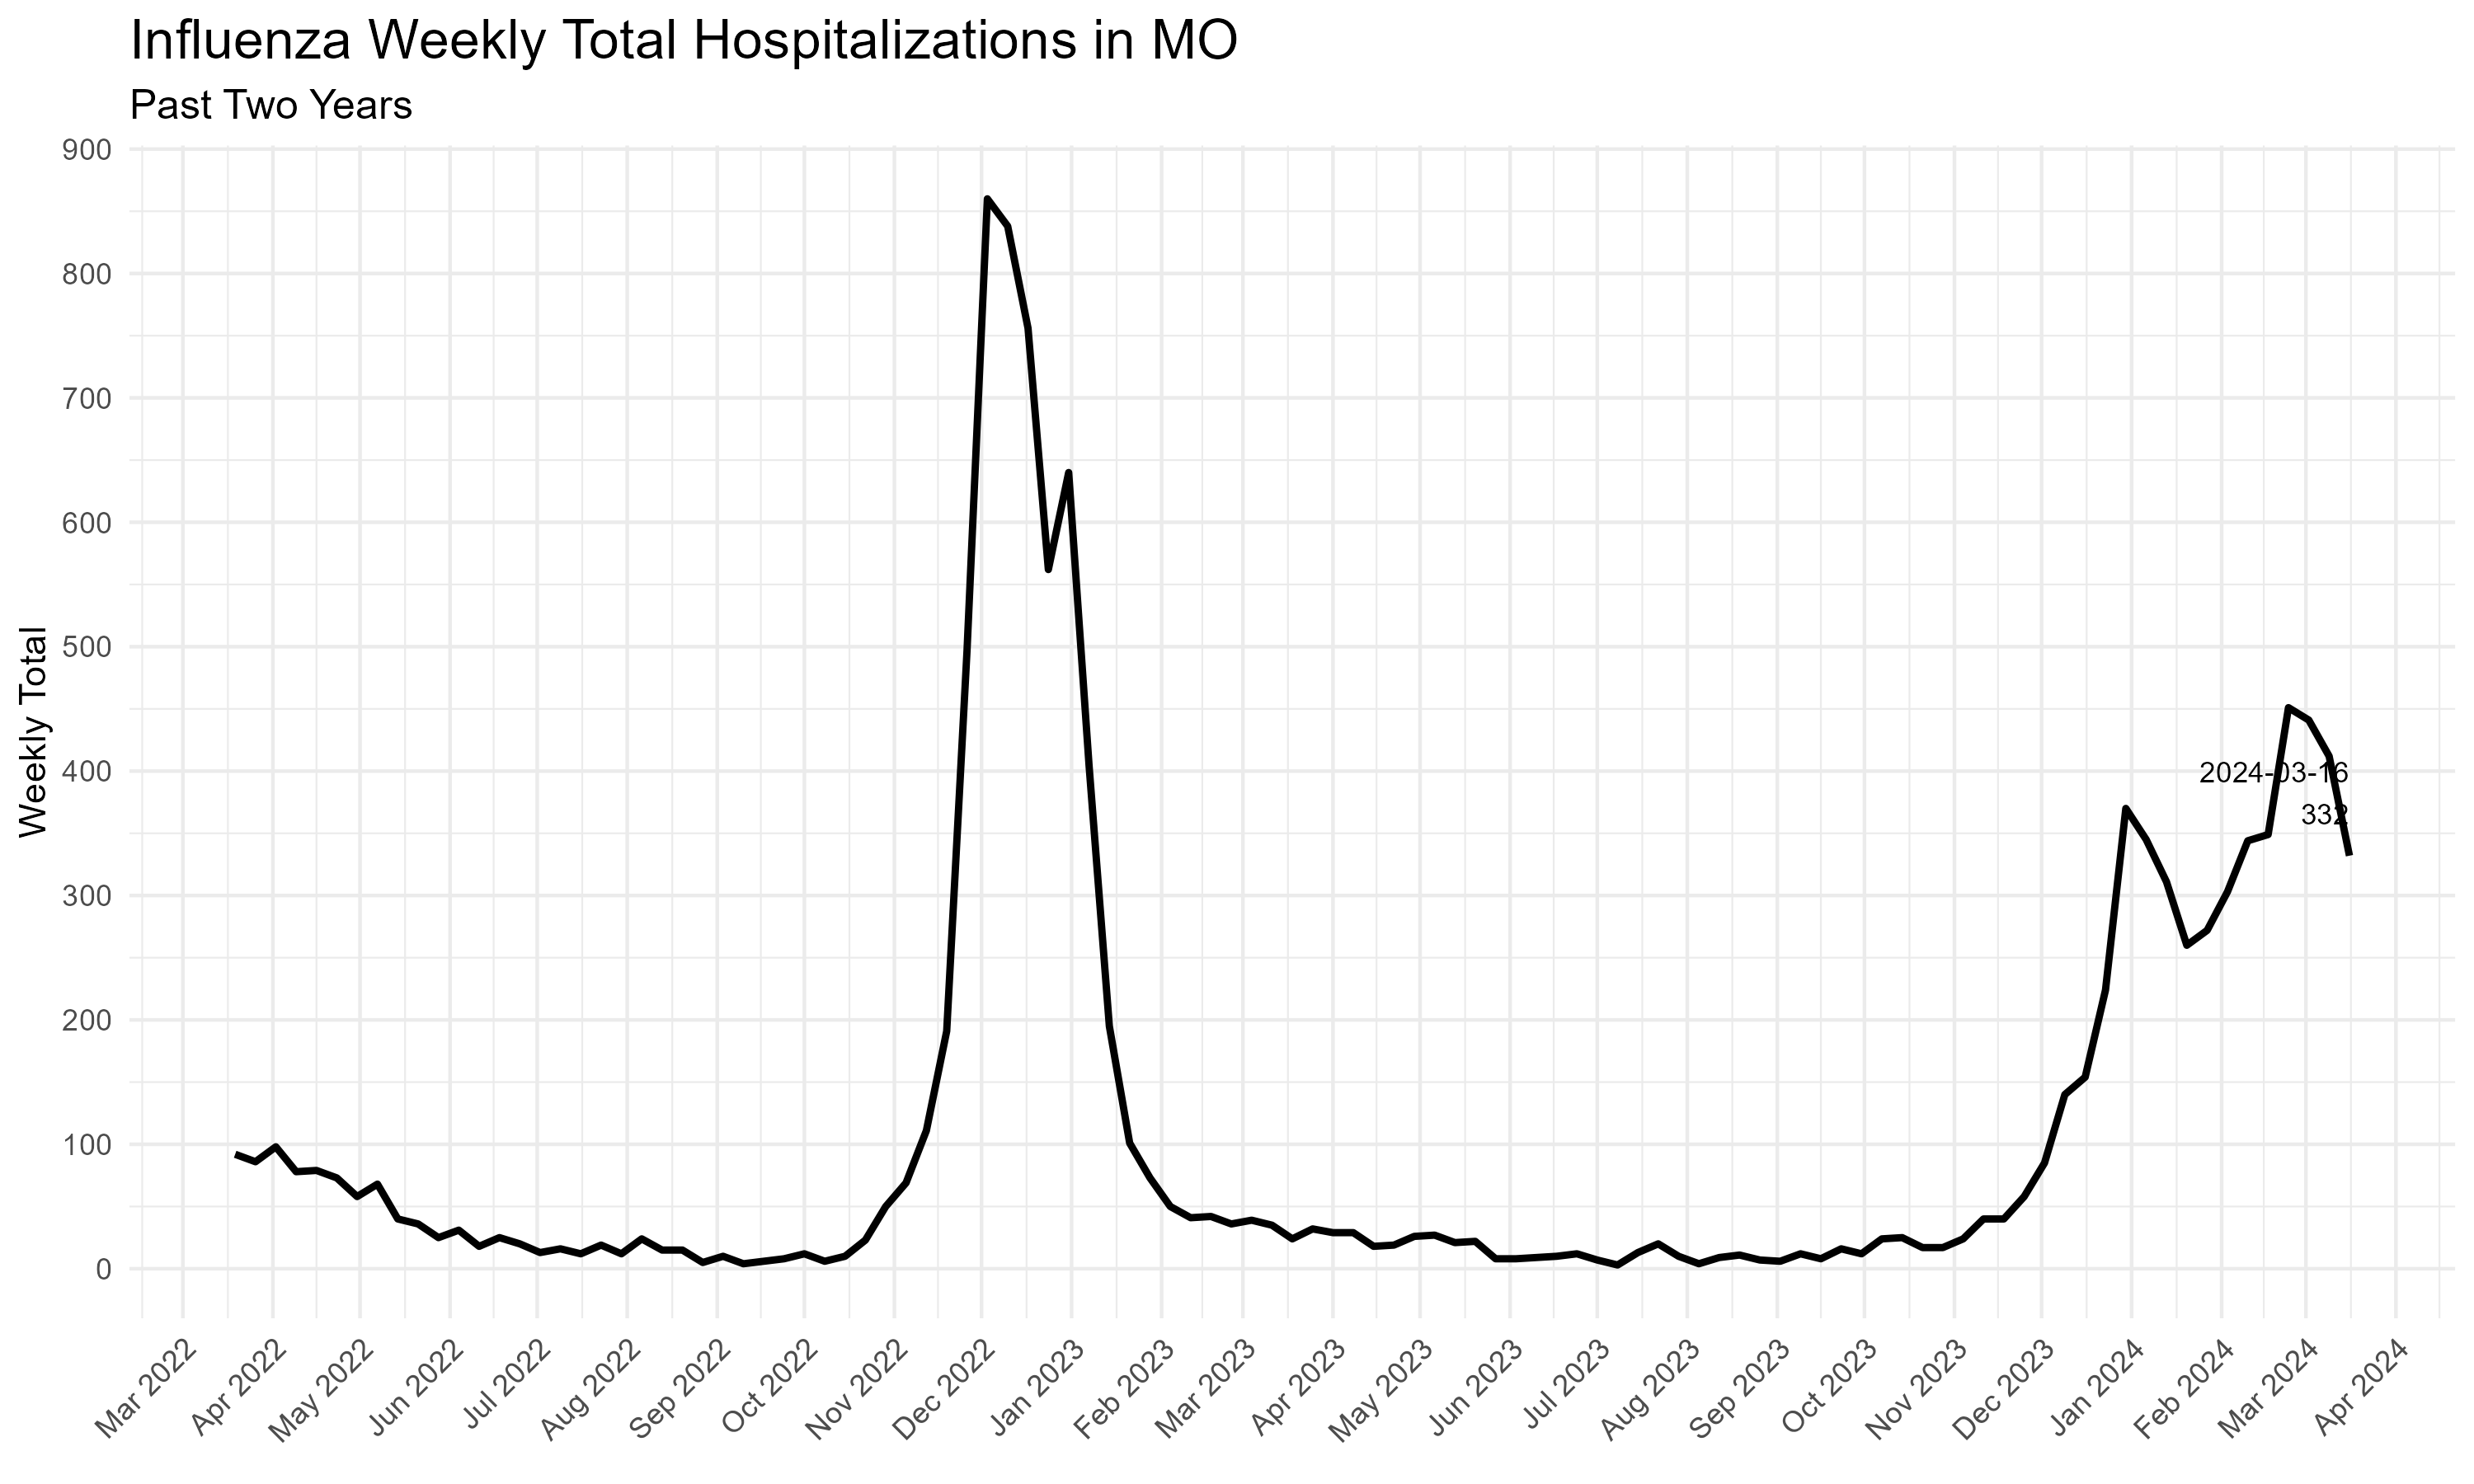 Influenza Weekly Total Hospitalizations in MO
Past Two Years
Weekly Total
900
800
700
600
500
400
300
200
100
0
2024-03-16
332
Mar 2022
Apr 2022
May 2022
Jun 2022
Jul 2022
Aug 2022
Sep 2022
Oct 2022
Nov 2022
Dec 2022
Jan 2023
Feb 2023
Mar 2023
Apr 2023
May 2023
Jun 2023
Jul 2023
Aug 2023
Sep 2023
Oct 2023
Nov 2023
Dec 2023
Jan 2024
Feb 2024
Mar 2024
Apr 2024